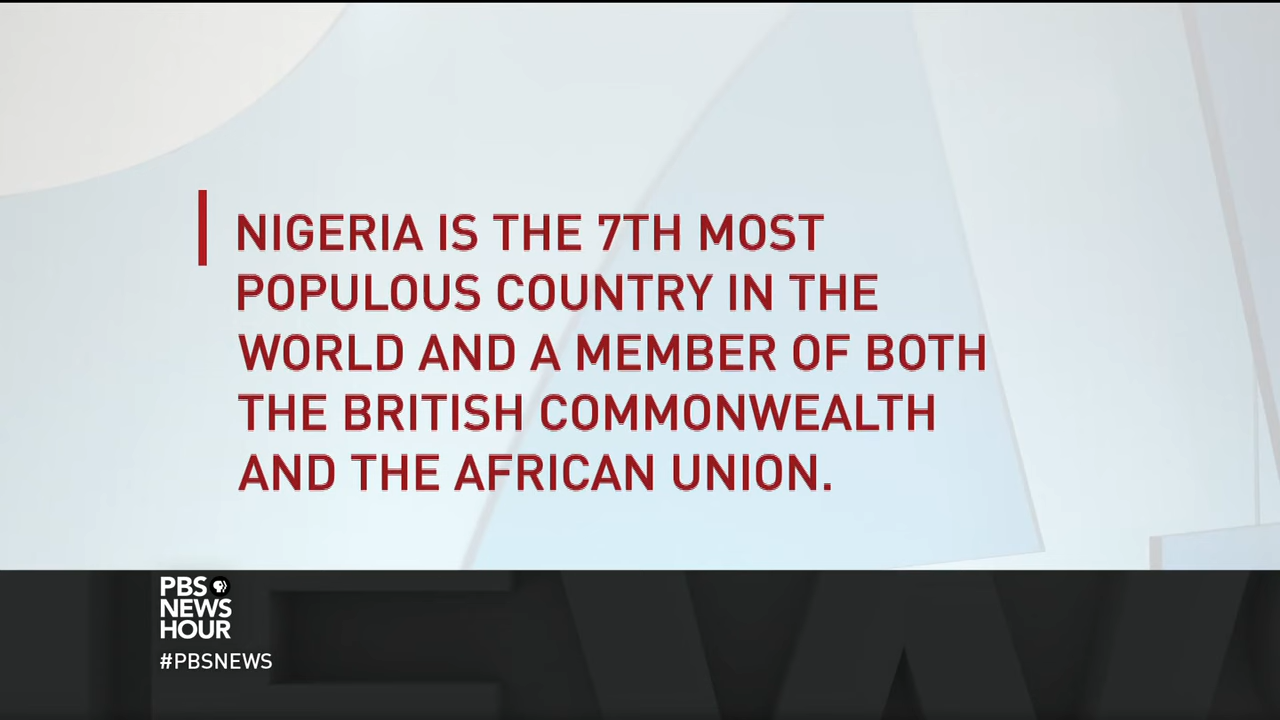 NIGERIA IS THE 7TH MOST
POPULOUS COUNTRY IN THE
WORLD AND A MEMBER OF BOTH
THE BRITISH COMMONWEALTH
AND THE AFRICAN UNION.
PBS
NEWS
HOUR
#PBSNEWS